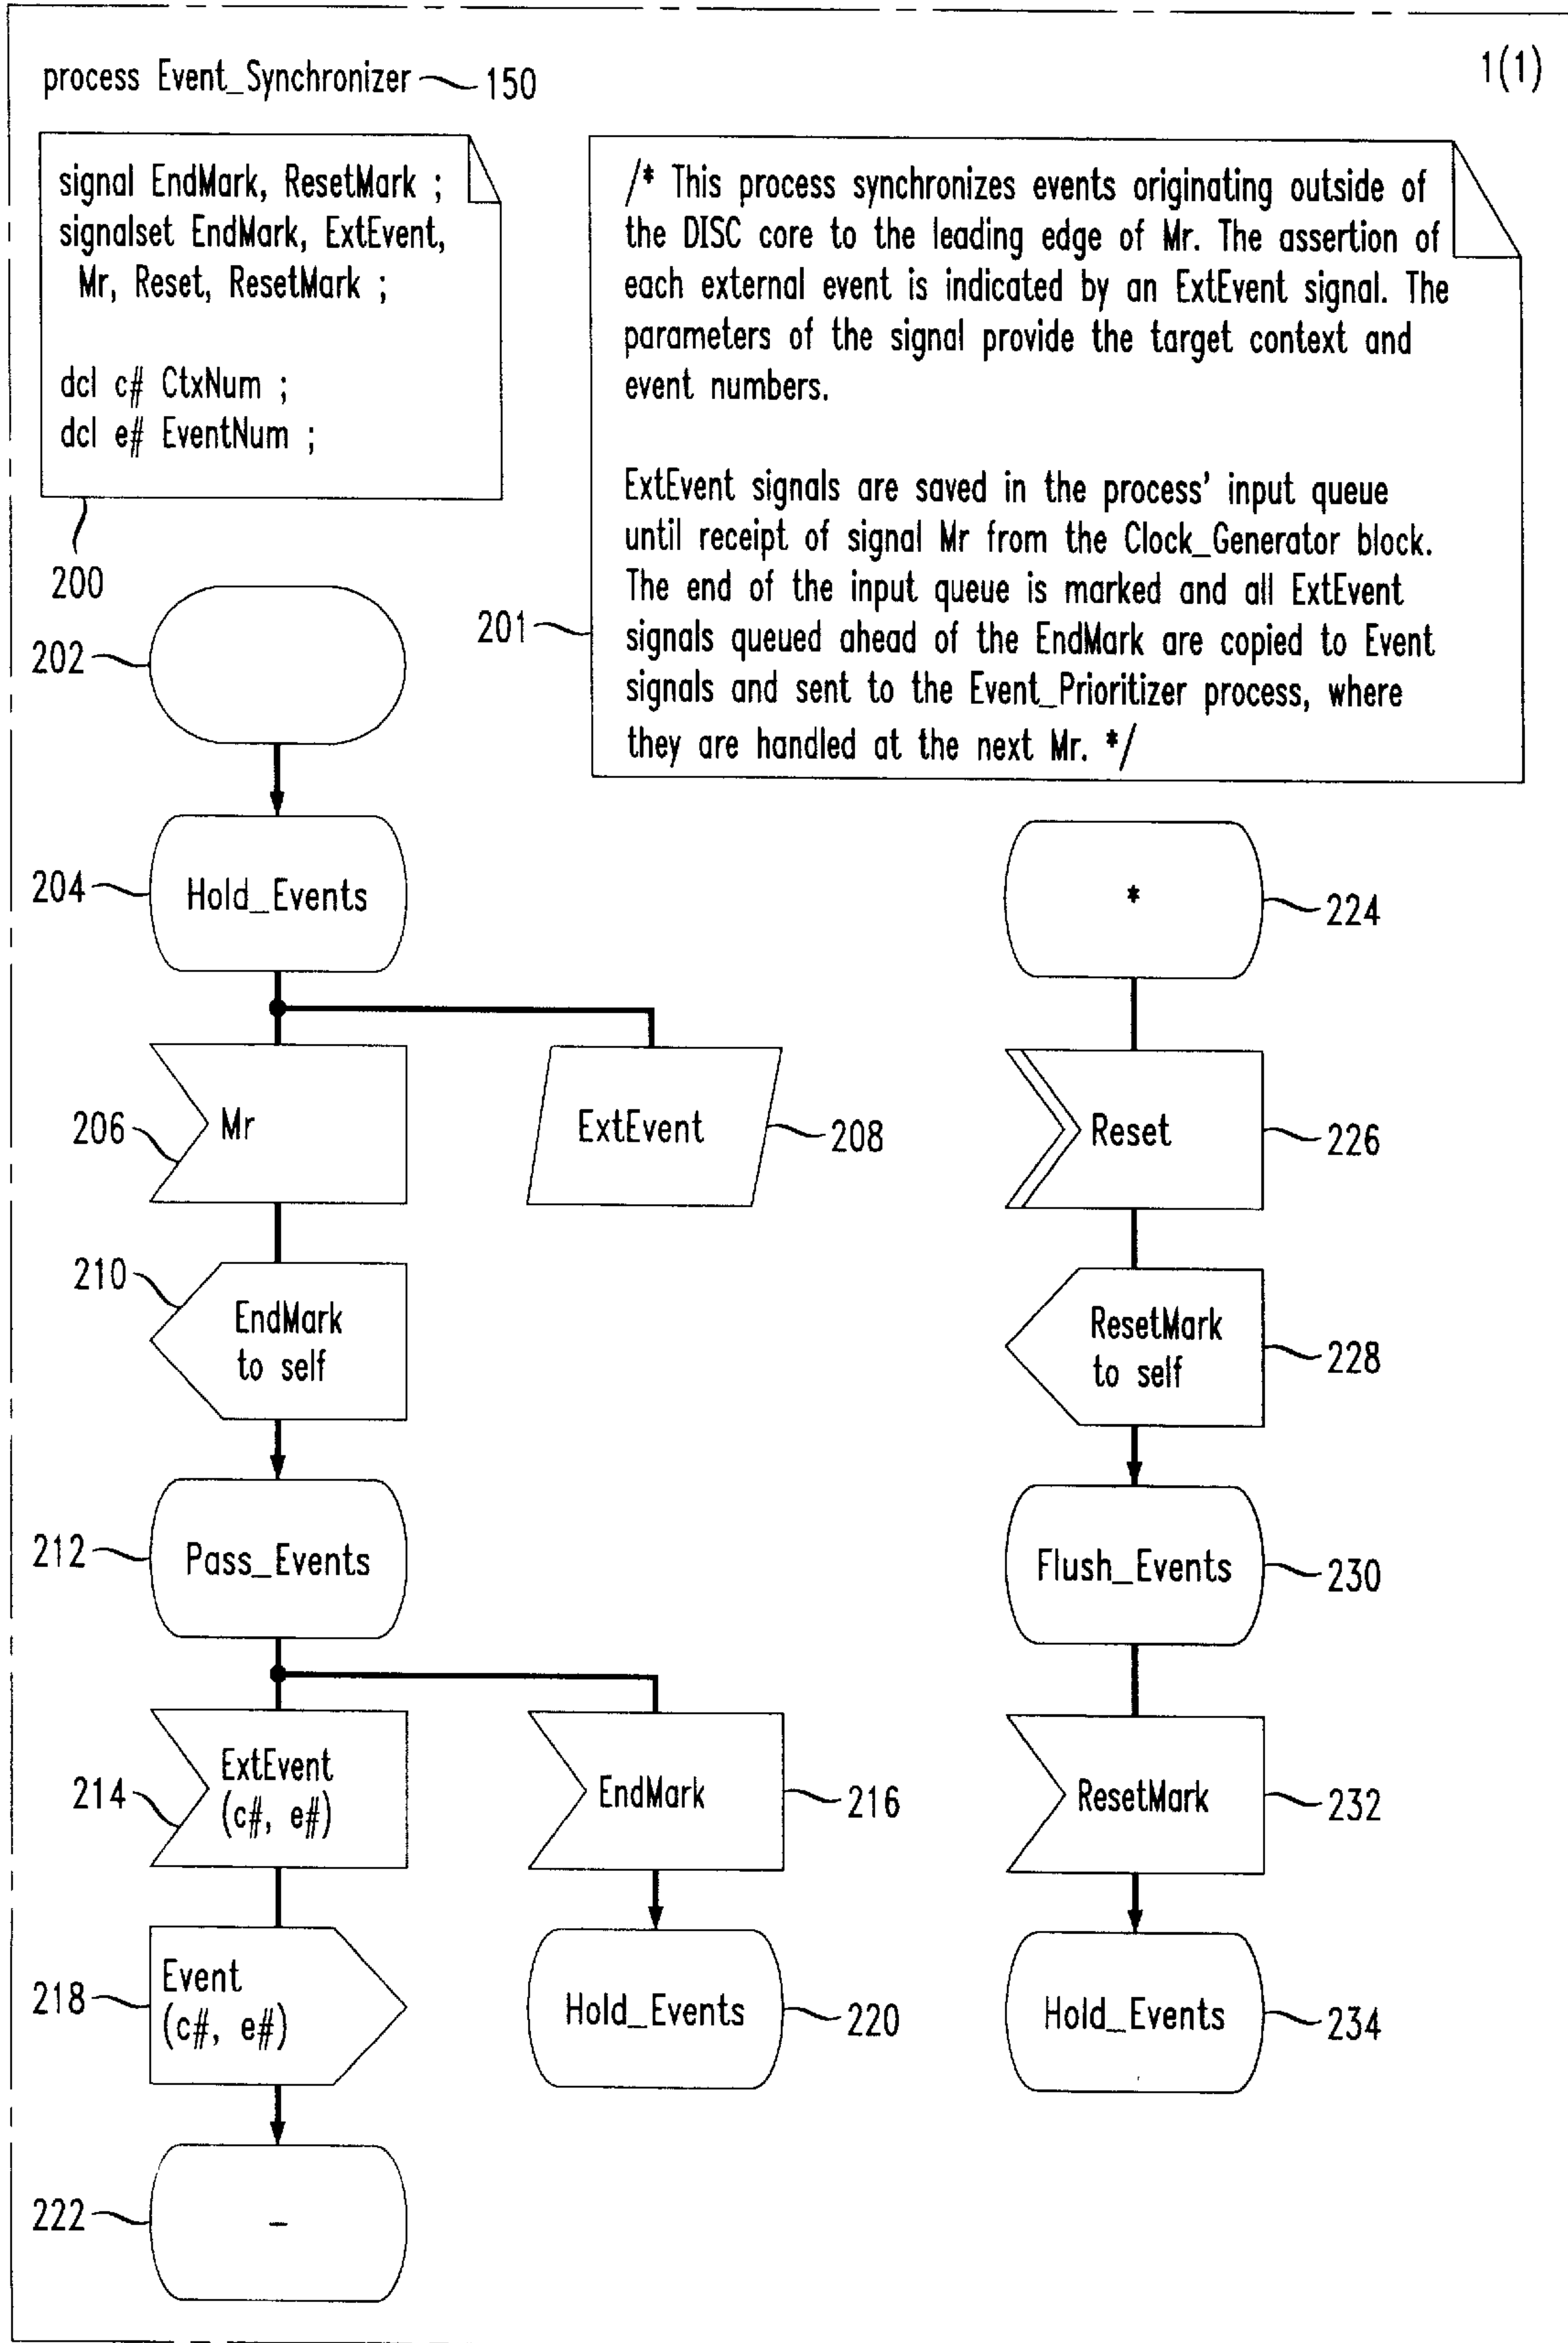 process Event_Synchronizer 150
1(1)
signal EndMark, ResetMark ;
signalset EndMark, ExtEvent,
Mr, Reset, ResetMark ;
dcl c# CtxNum ;
dcl e# EventNum ;
200
/* This process synchronizes events originating outside of
the DISC core to the leading edge of Mr. The assertion of
each external event is indicated by an ExtEvent signal. The
parameters of the signal provide the target context and
event numbers.
ExtEvent signals are saved in the process' input queue
until receipt of signal Mr from the Clock_Generator block.
The end of the input queue is marked and all ExtEvent
signals queued ahead of the EndMark are copied to Event
signals and sent to the Event_Prioritizer process, where
they are handled at the next Mr. */
201
202
204
Hold_Events
*
224
206
Mr
ExtEvent
208
Reset
226
210
EndMark
to self
ResetMark
to self
228
212
Pass_Events
Flush_Events
230
214
ExtEvent
(c#, e#)
EndMark
216
ResetMark
232
218
Event
(c#, e#)
Hold_Events
220
Hold_Events
234
222
–